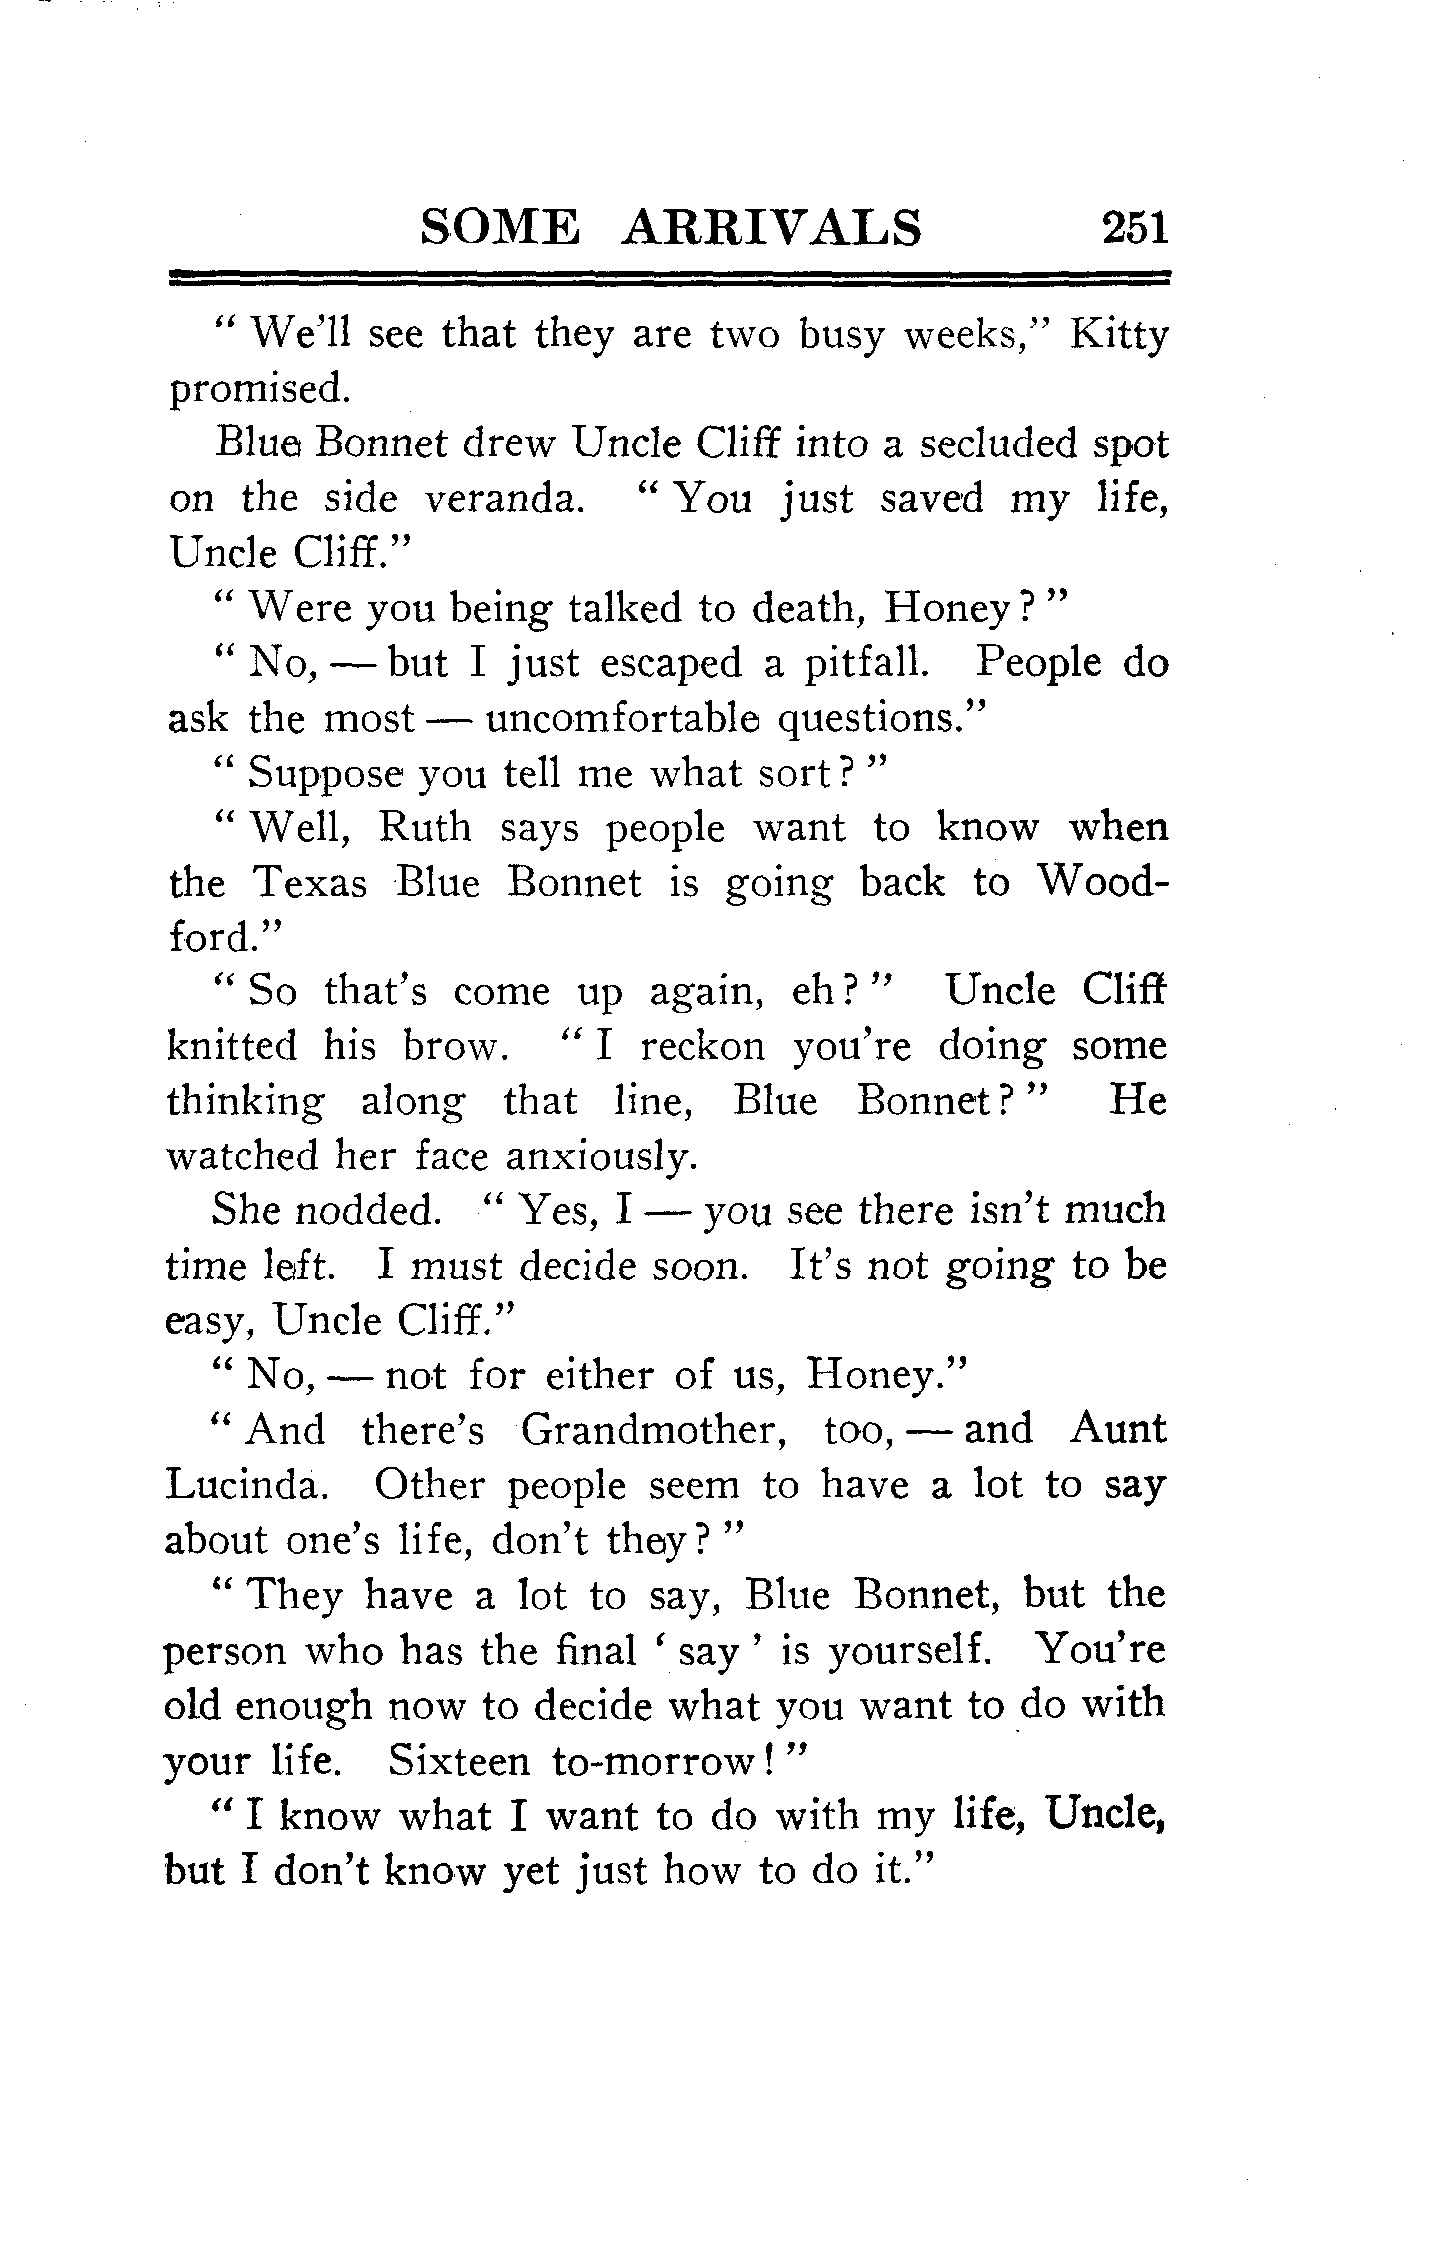 SOME ARRIVALS 251
" We'll see that they are two busy weeks," Kitty
promised.
Blue Bonnet drew Uncle Cliff into a secluded spot
on the side veranda. " You just saved my life,
Uncle Cliff."
" Were you being talked to death, Honey? "
" No, — but I just escaped a pitfall. People do
ask the most — uncomfortable questions."
" Suppose you tell me what sort? "
" Well, Ruth says people want to know when
the Texas Blue Bonnet is going back to Wood-
ford."
" So that's come up again, eh? " Uncle Cliff
knitted his brow. " I reckon you're doing some
thinking along that line, Blue Bonnet? " He
watched her face anxiously.
She nodded. " Yes, I — you see there isn't much
time left. I must decide soon. It's not going to be
easy, Uncle Cliff."
" No, — not for either of us, Honey."
" And there's Grandmother, too, — and Aunt
Lucinda. Other people seem to have a lot to say
about one's life, don't they? "
" They have a lot to say, Blue Bonnet, but the
person who has the final ' say ' is yourself. You're
old enough now to decide what you want to do with
your life. Sixteen to-morrow! "
" I know what I want to do with my life, Uncle,
but I don't know yet just how to do it."